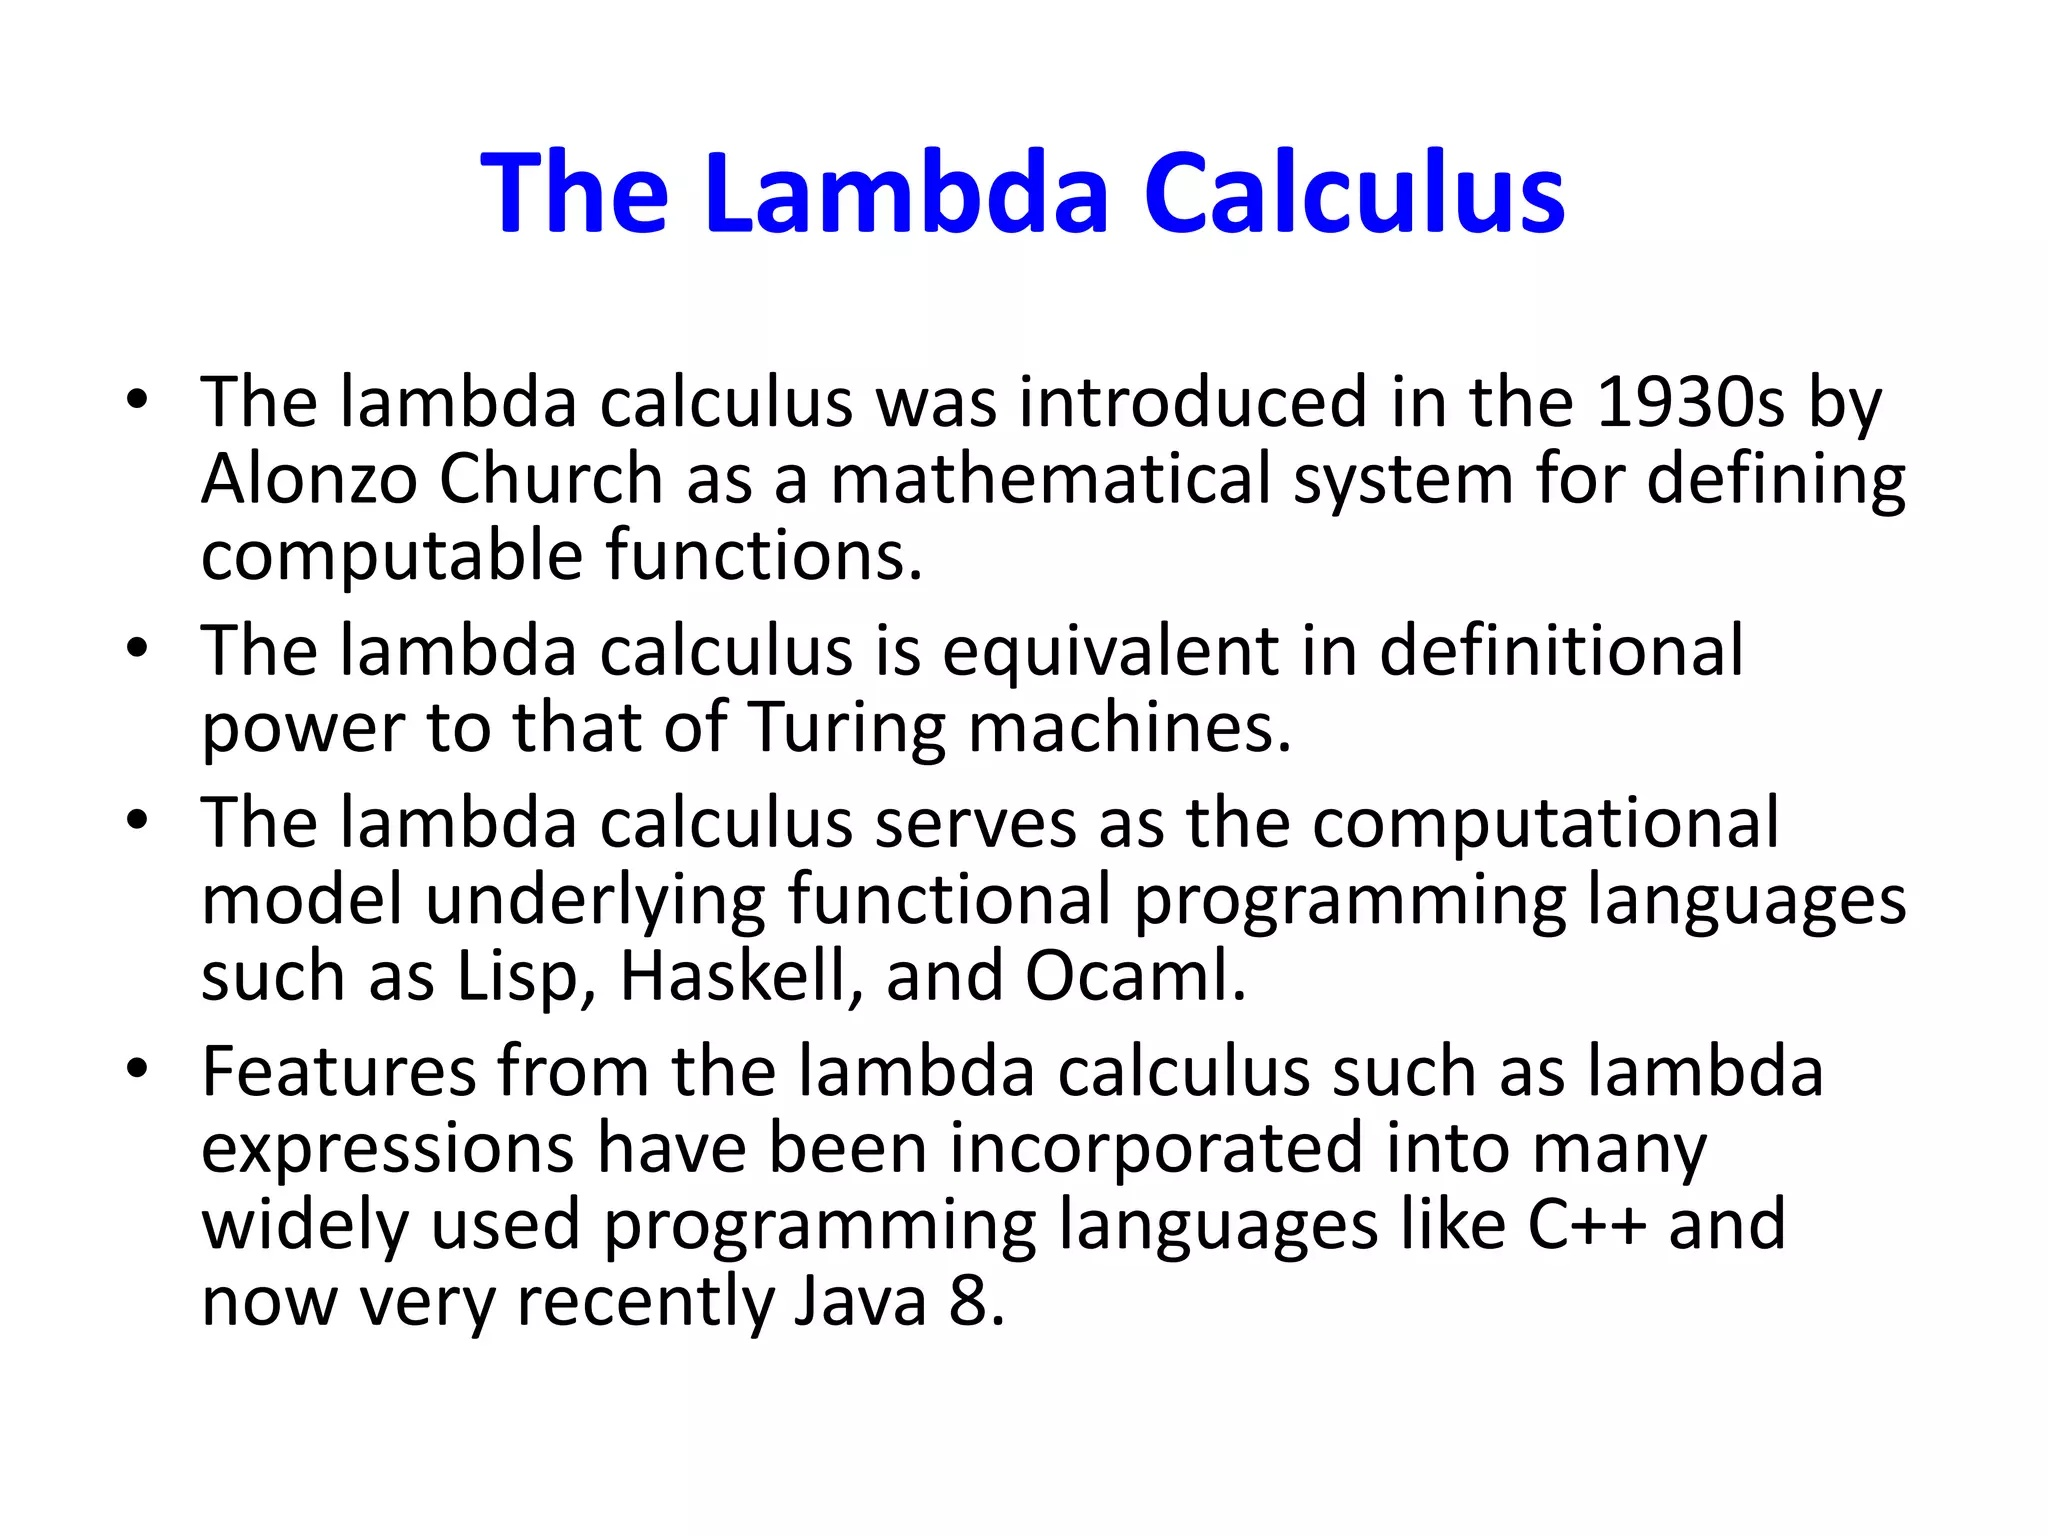 The Lambda Calculus
• The lambda calculus was introduced in the 1930s by
Alonzo Church as a mathematical system for defining
computable functions.
• The lambda calculus is equivalent in definitional
power to that of Turing machines.
• The lambda calculus serves as the computational
model underlying functional programming languages
such as Lisp, Haskell, and Ocaml.
• Features from the lambda calculus such as lambda
expressions have been incorporated into many
widely used programming languages like C++ and
now very recently Java 8.